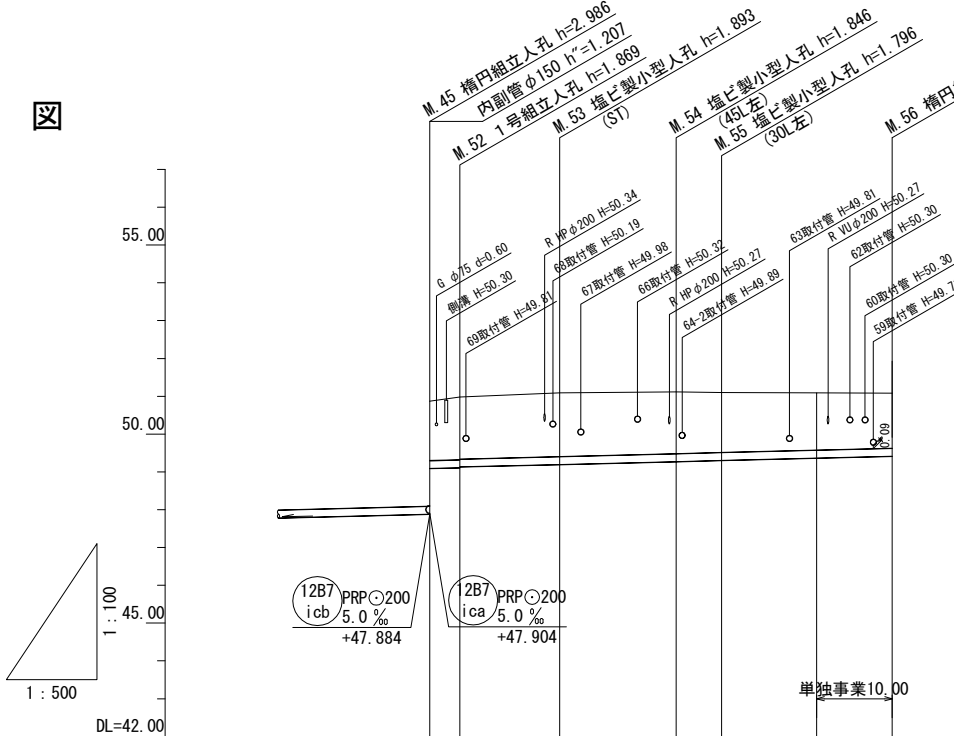 図
M.45 楕円組立人孔 h=2.986
内副管φ150 h"=1.207
M.52 1号組立人孔 h=1.869
M.53 塩ビ製小型人孔 h=1.893
(ST)
M.54 塩ビ製小型人孔 h=1.846
(45L左)
M.55 塩ビ製小型人孔 h=1.796
(30L左)
M.56 楕円
G φ75 d=0.60
側溝 H=50.30
69取付管 H=49.81
R HPφ200 H=50.34
68取付管 H=50.19
67取付管 H=49.98
66取付管 H=50.32
R HPφ200 H=50.27
64-2取付管 H=49.89
63取付管 H=49.81
R VUφ200 H=50.27
62取付管 H=50.30
60取付管 H=50.30
59取付管 H=49.7
55.00
50.00
45.00
DL=42.00
0.09
12B7
icb
PRP⊙200
5.0 ‰
+47.884
12B7
ica
PRP⊙200
5.0 ‰
+47.904
1:100
1:500
単独事業10.00